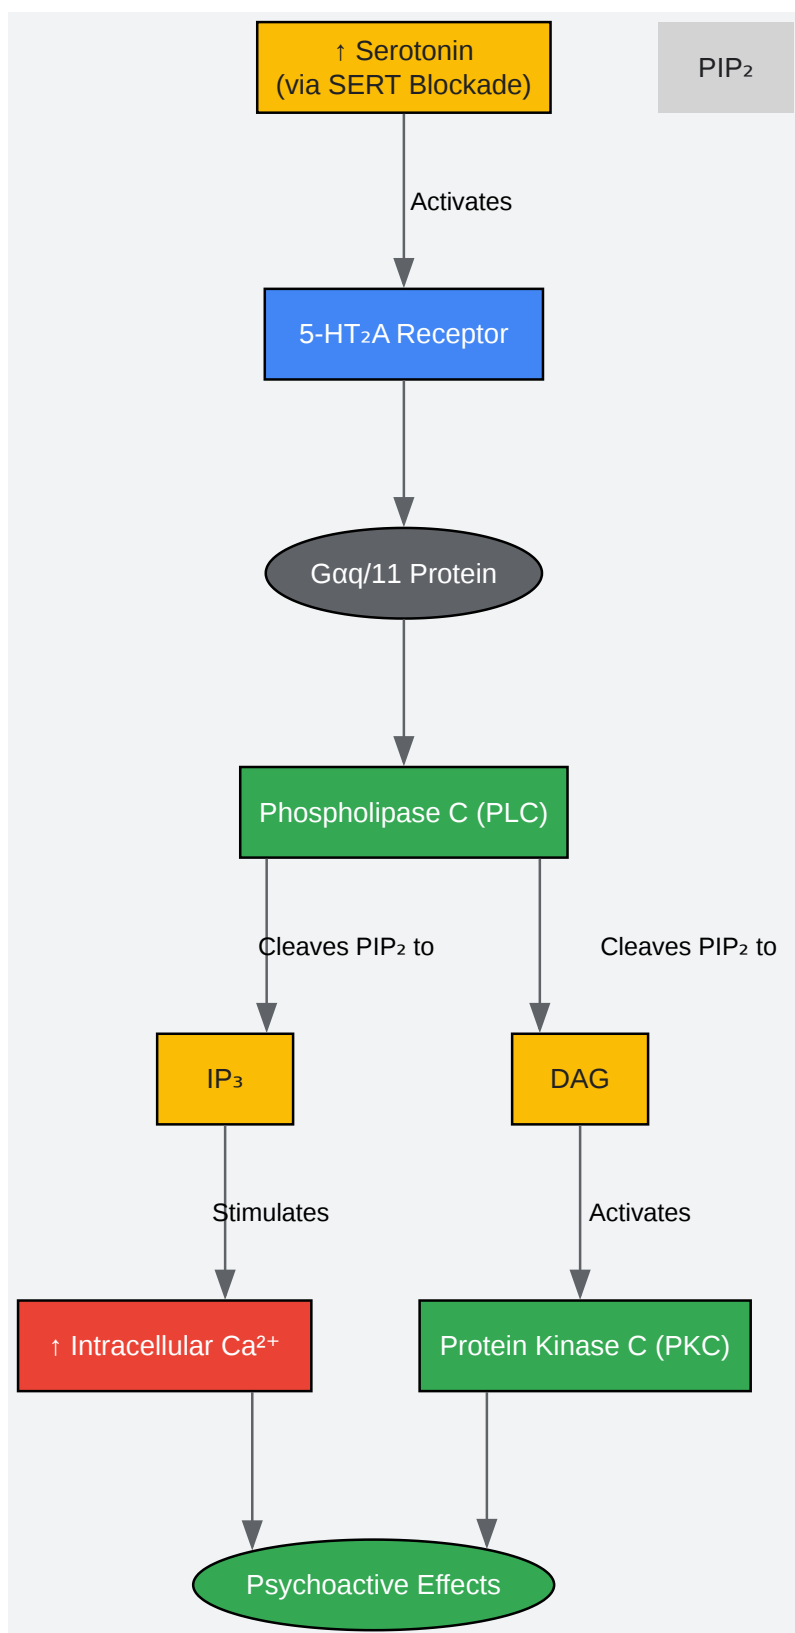 ↑ Serotonin
(via SERT Blockade)
PIP₂
Activates
5-HT₂A Receptor
Gαq/11 Protein
Phospholipase C (PLC)
Cleaves PIP₂ to
Cleaves PIP₂ to
IP₃
DAG
Stimulates
Activates
↑ Intracellular Ca²⁺
Protein Kinase C (PKC)
Psychoactive Effects